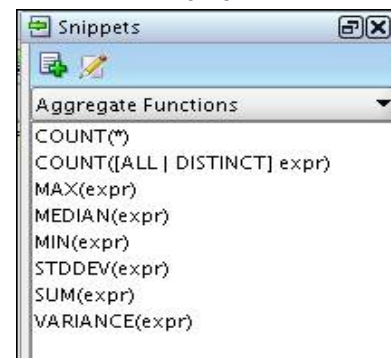 Snippets
Aggregate Functions
COUNT(*)
COUNT([ALL | DISTINCT] expr)
MAX(expr)
MEDIAN(expr)
MIN(expr)
STDDEV(expr)
SUM(expr)
VARIANCE(expr)